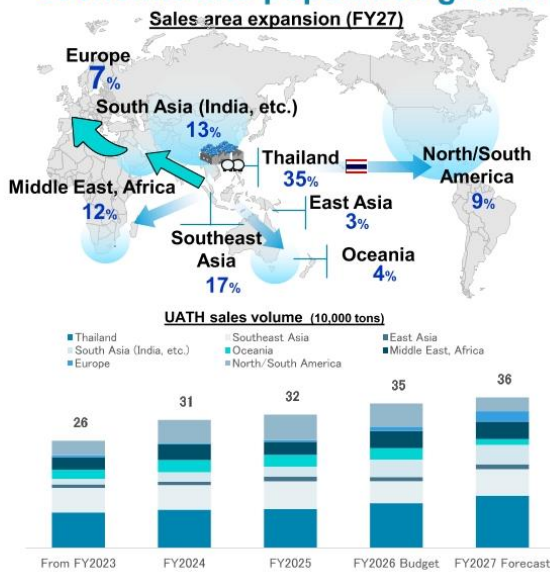 Sales area expansion (FY27)
Europe
7%
South Asia (India, etc.)
13%
Thailand
35%
North/South
America
9%
Middle East, Africa
12%
East Asia
3%
Southeast
Asia
17%
Oceania
4%
UATH sales volume (10,000 tons)
Thailand Southeast Asia East Asia
South Asia (India, etc.) Oceania Middle East, Africa
Europe North/South America
26 31 32 35 36
From FY2023 FY2024 FY2025 FY2026 Budget FY2027 Forecast